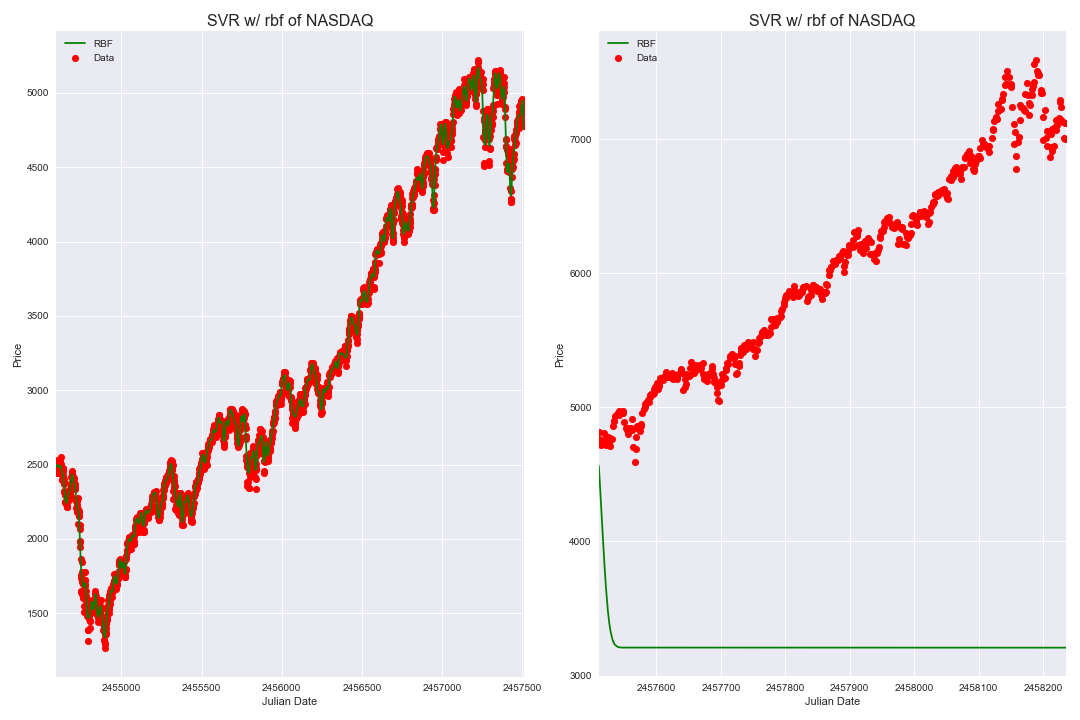 SVR w/ rbf of NASDAQ
RBF
Data
5000
4500
4000
3500
3000
2500
2000
1500
Price
2455000 2455500 2456000 2456500 2457000 2457500
Julian Date
SVR w/ rbf of NASDAQ
RBF
Data
7000
6000
5000
4000
3000
Price
2457600 2457700 2457800 2457900 2458000 2458100 2458200
Julian Date